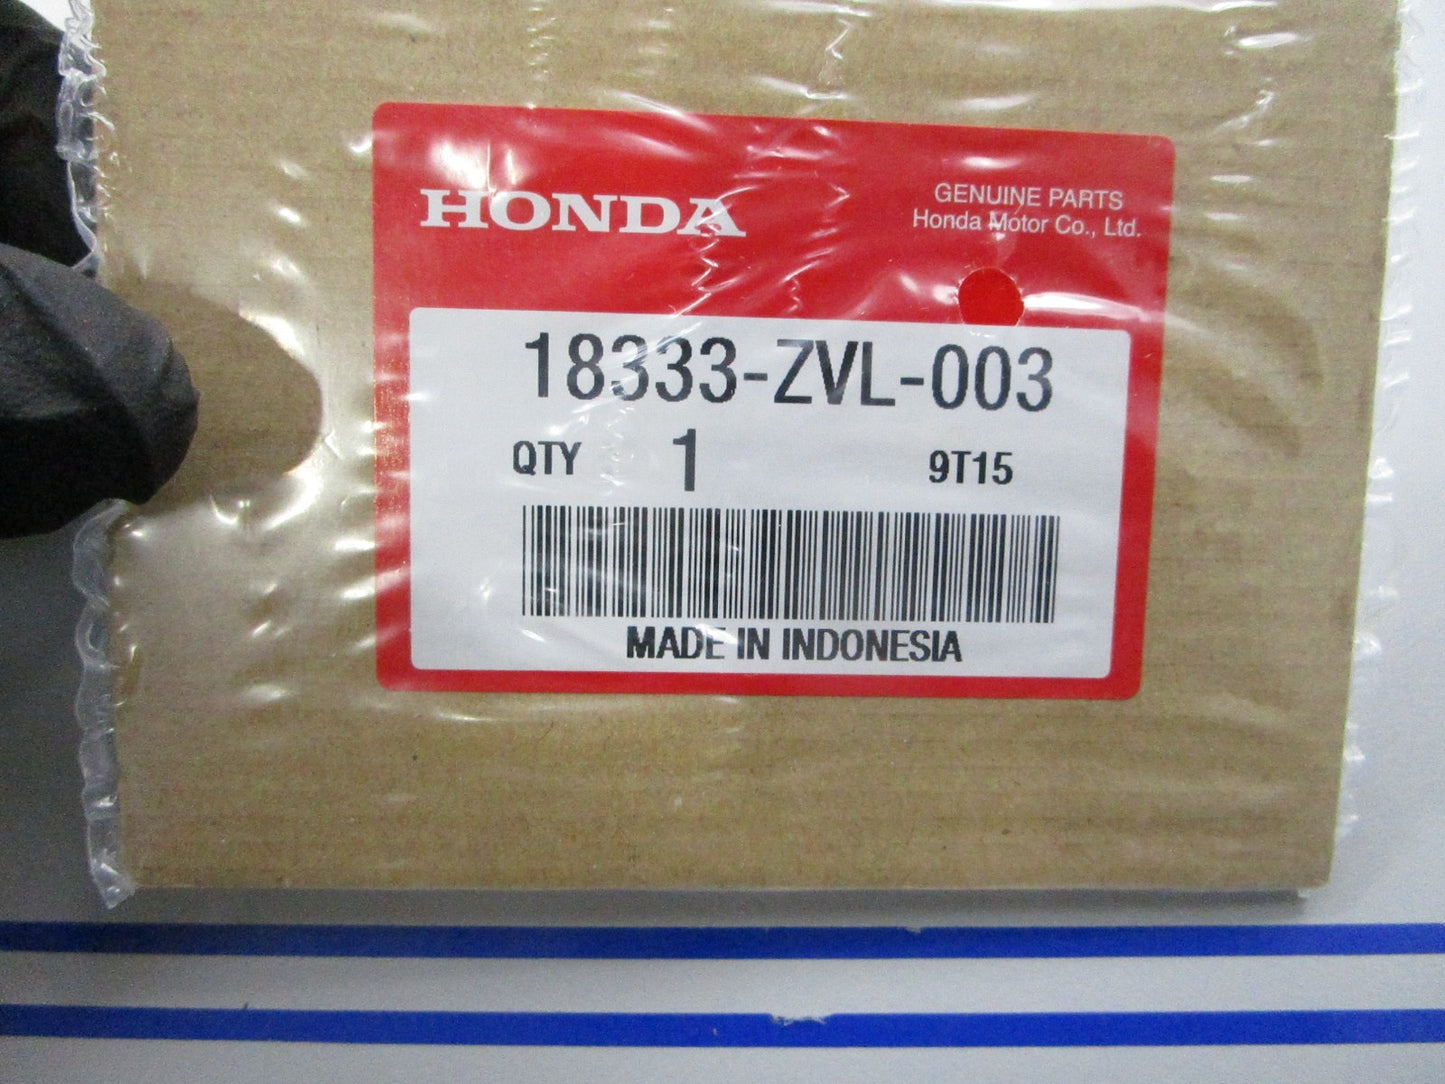 HONDA
GENUINE PARTS
Honda Motor Co., Ltd.
18333-ZVL-003
QTY 1 9T15
MADE IN INDONESIA